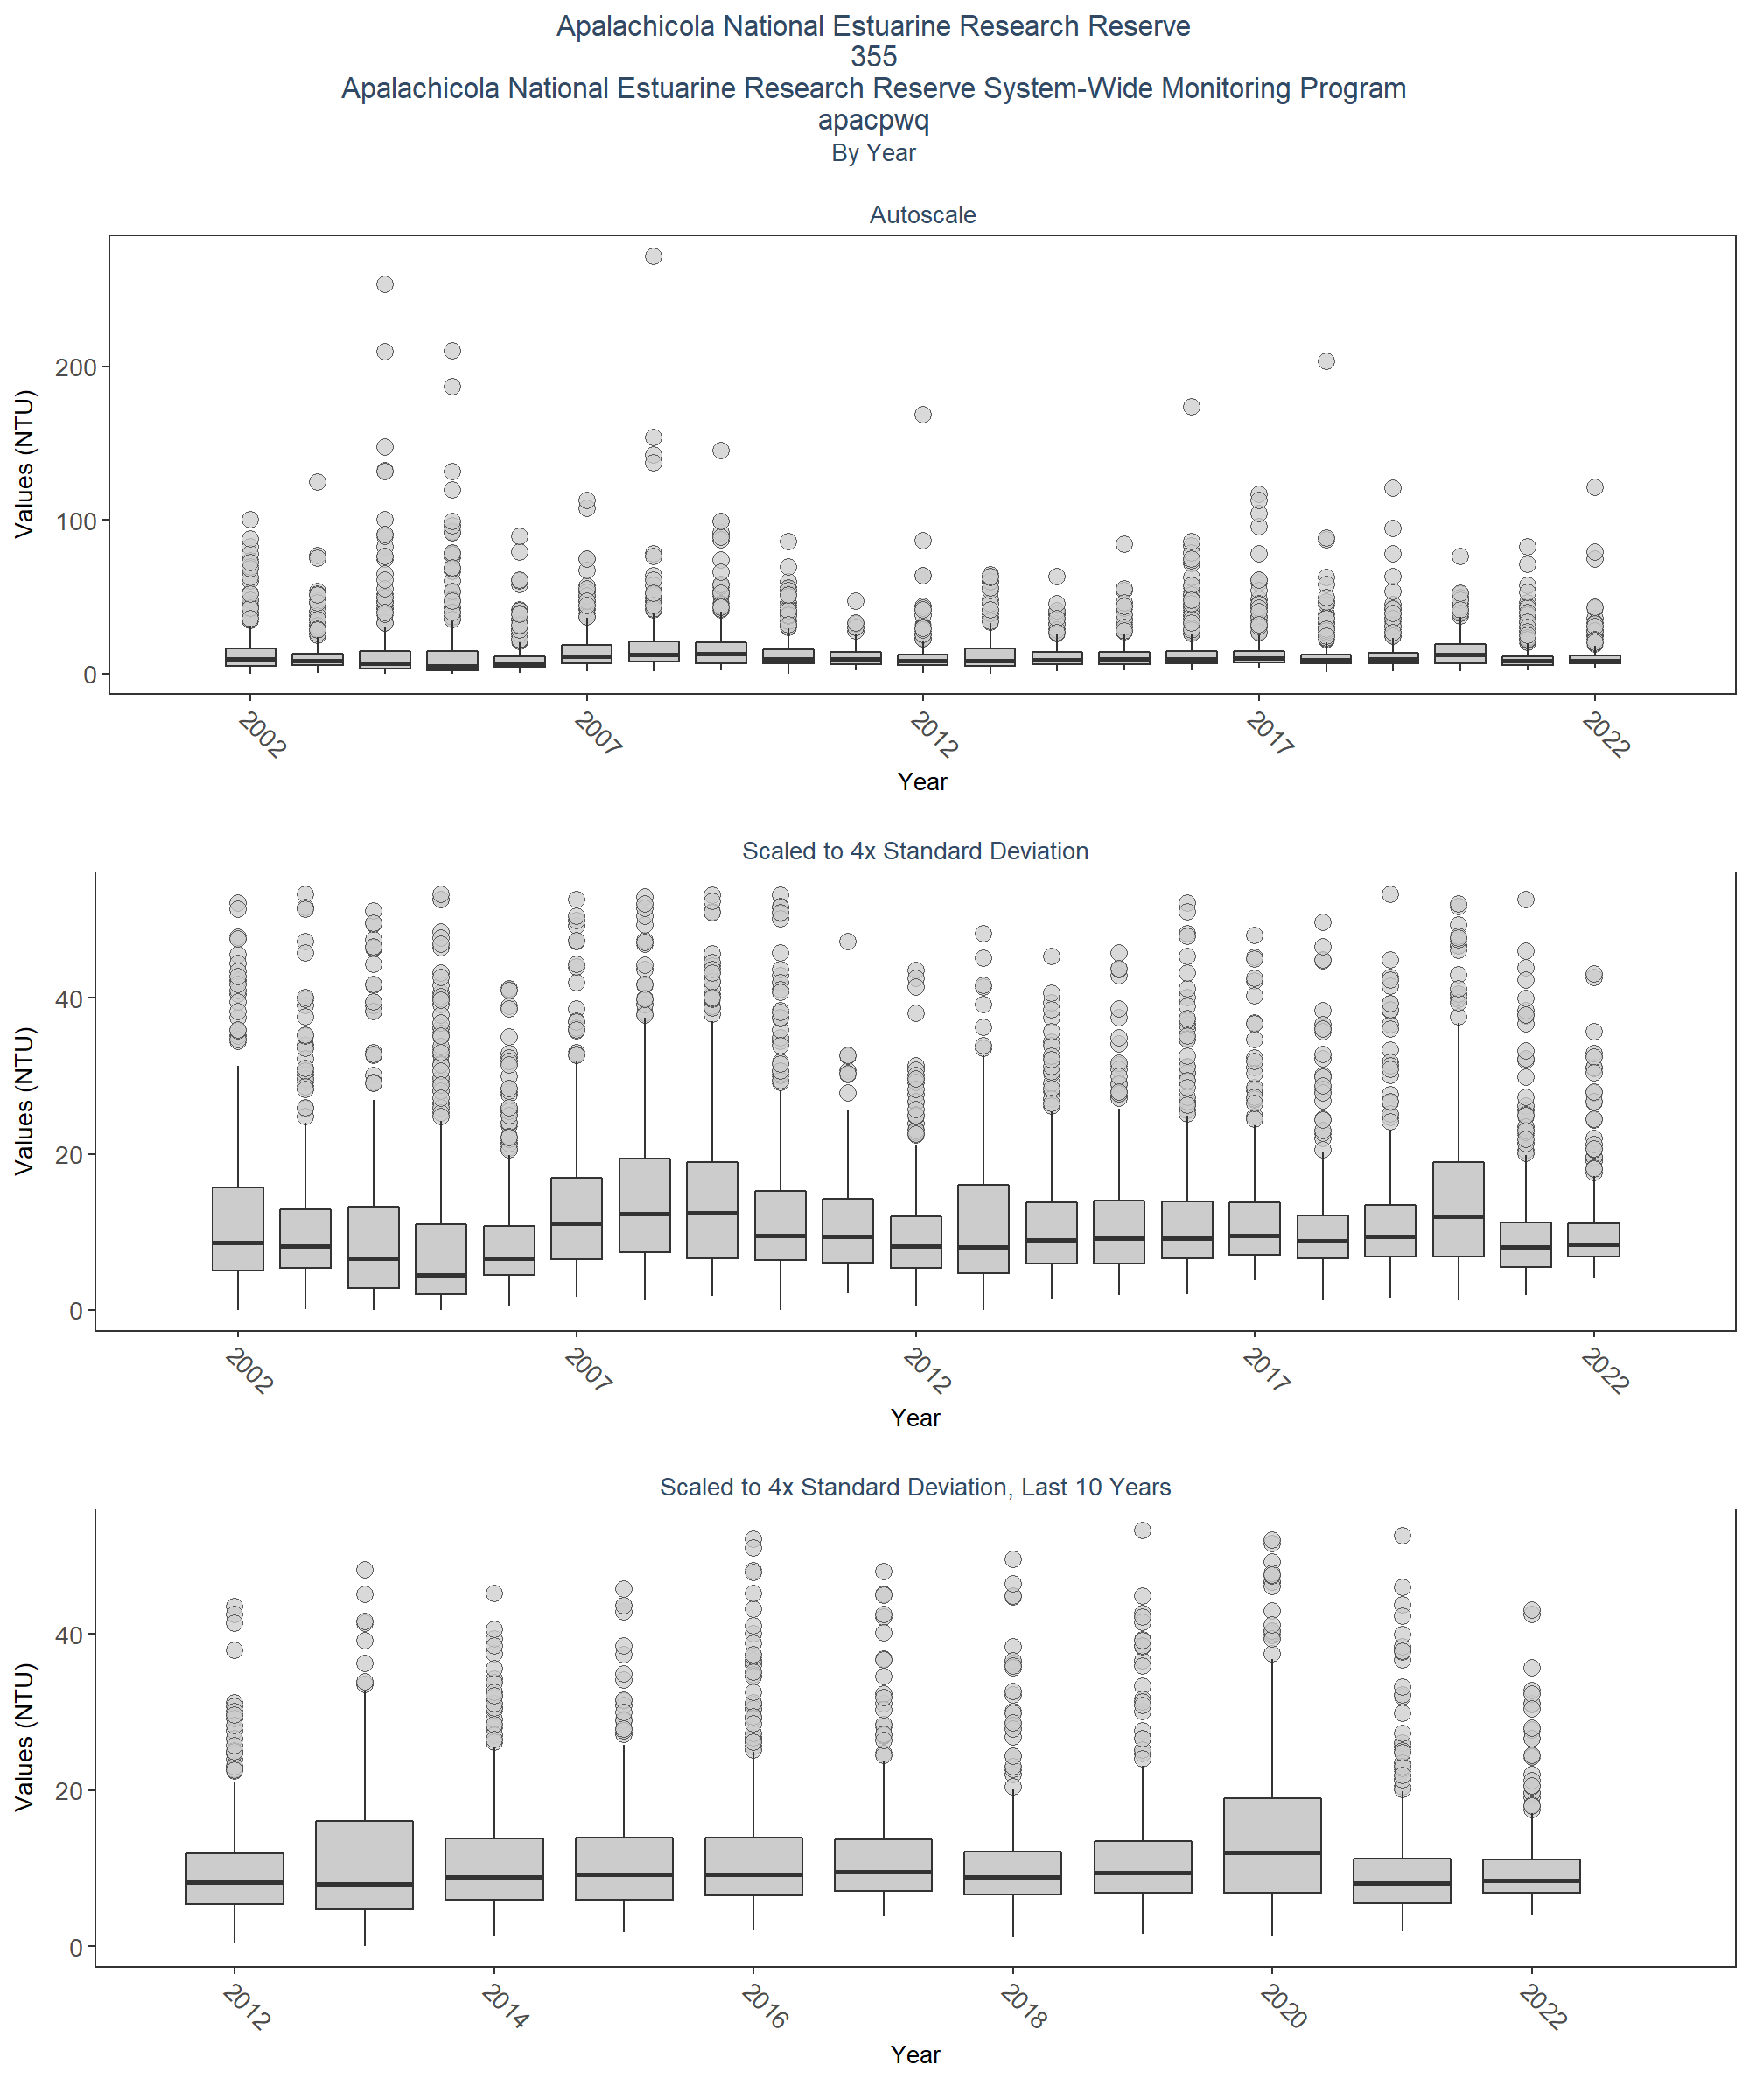 Apalachicola National Estuarine Research Reserve
355
Apalachicola National Estuarine Research Reserve System-Wide Monitoring Program
apacpwq
By Year
Autoscale
Values (NTU)
200
100
0
2002
2007
2012
2017
2022
Year
Scaled to 4x Standard Deviation
Values (NTU)
40
20
0
2002
2007
2012
2017
2022
Year
Scaled to 4x Standard Deviation, Last 10 Years
Values (NTU)
40
20
0
2012
2014
2016
2018
2020
2022
Year